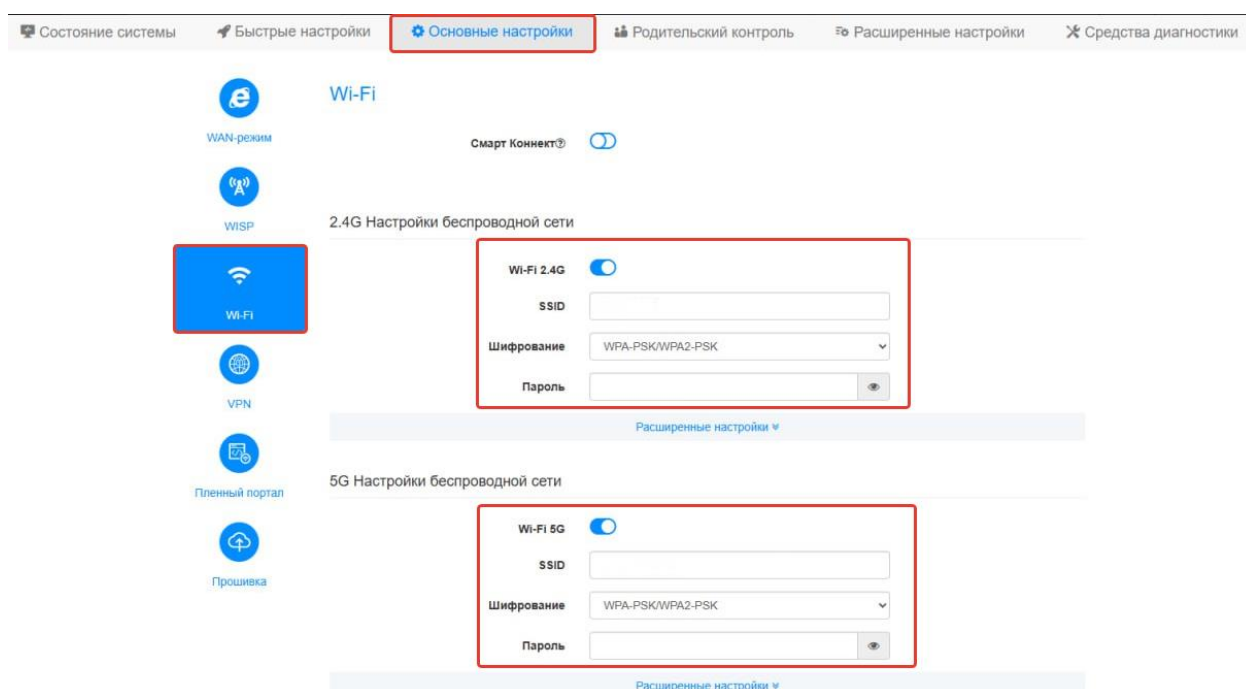 Состояние системы Быстрые настройки Основные настройки Родительский контроль Расширенные настройки Средства диагностики
Wi-Fi
WAN-режим
Смарт Коннект
WISP
2.4G Настройки беспроводной сети
Wi-Fi 2.4G
SSID
Wi-Fi
Шифрование WPA-PSK/WPA2-PSK
Пароль
VPN
Расширенные настройки
5G Настройки беспроводной сети
Пленный портал
Wi-Fi 5G
SSID
Прошивка
Шифрование WPA-PSK/WPA2-PSK
Пароль
Расширенные настройки